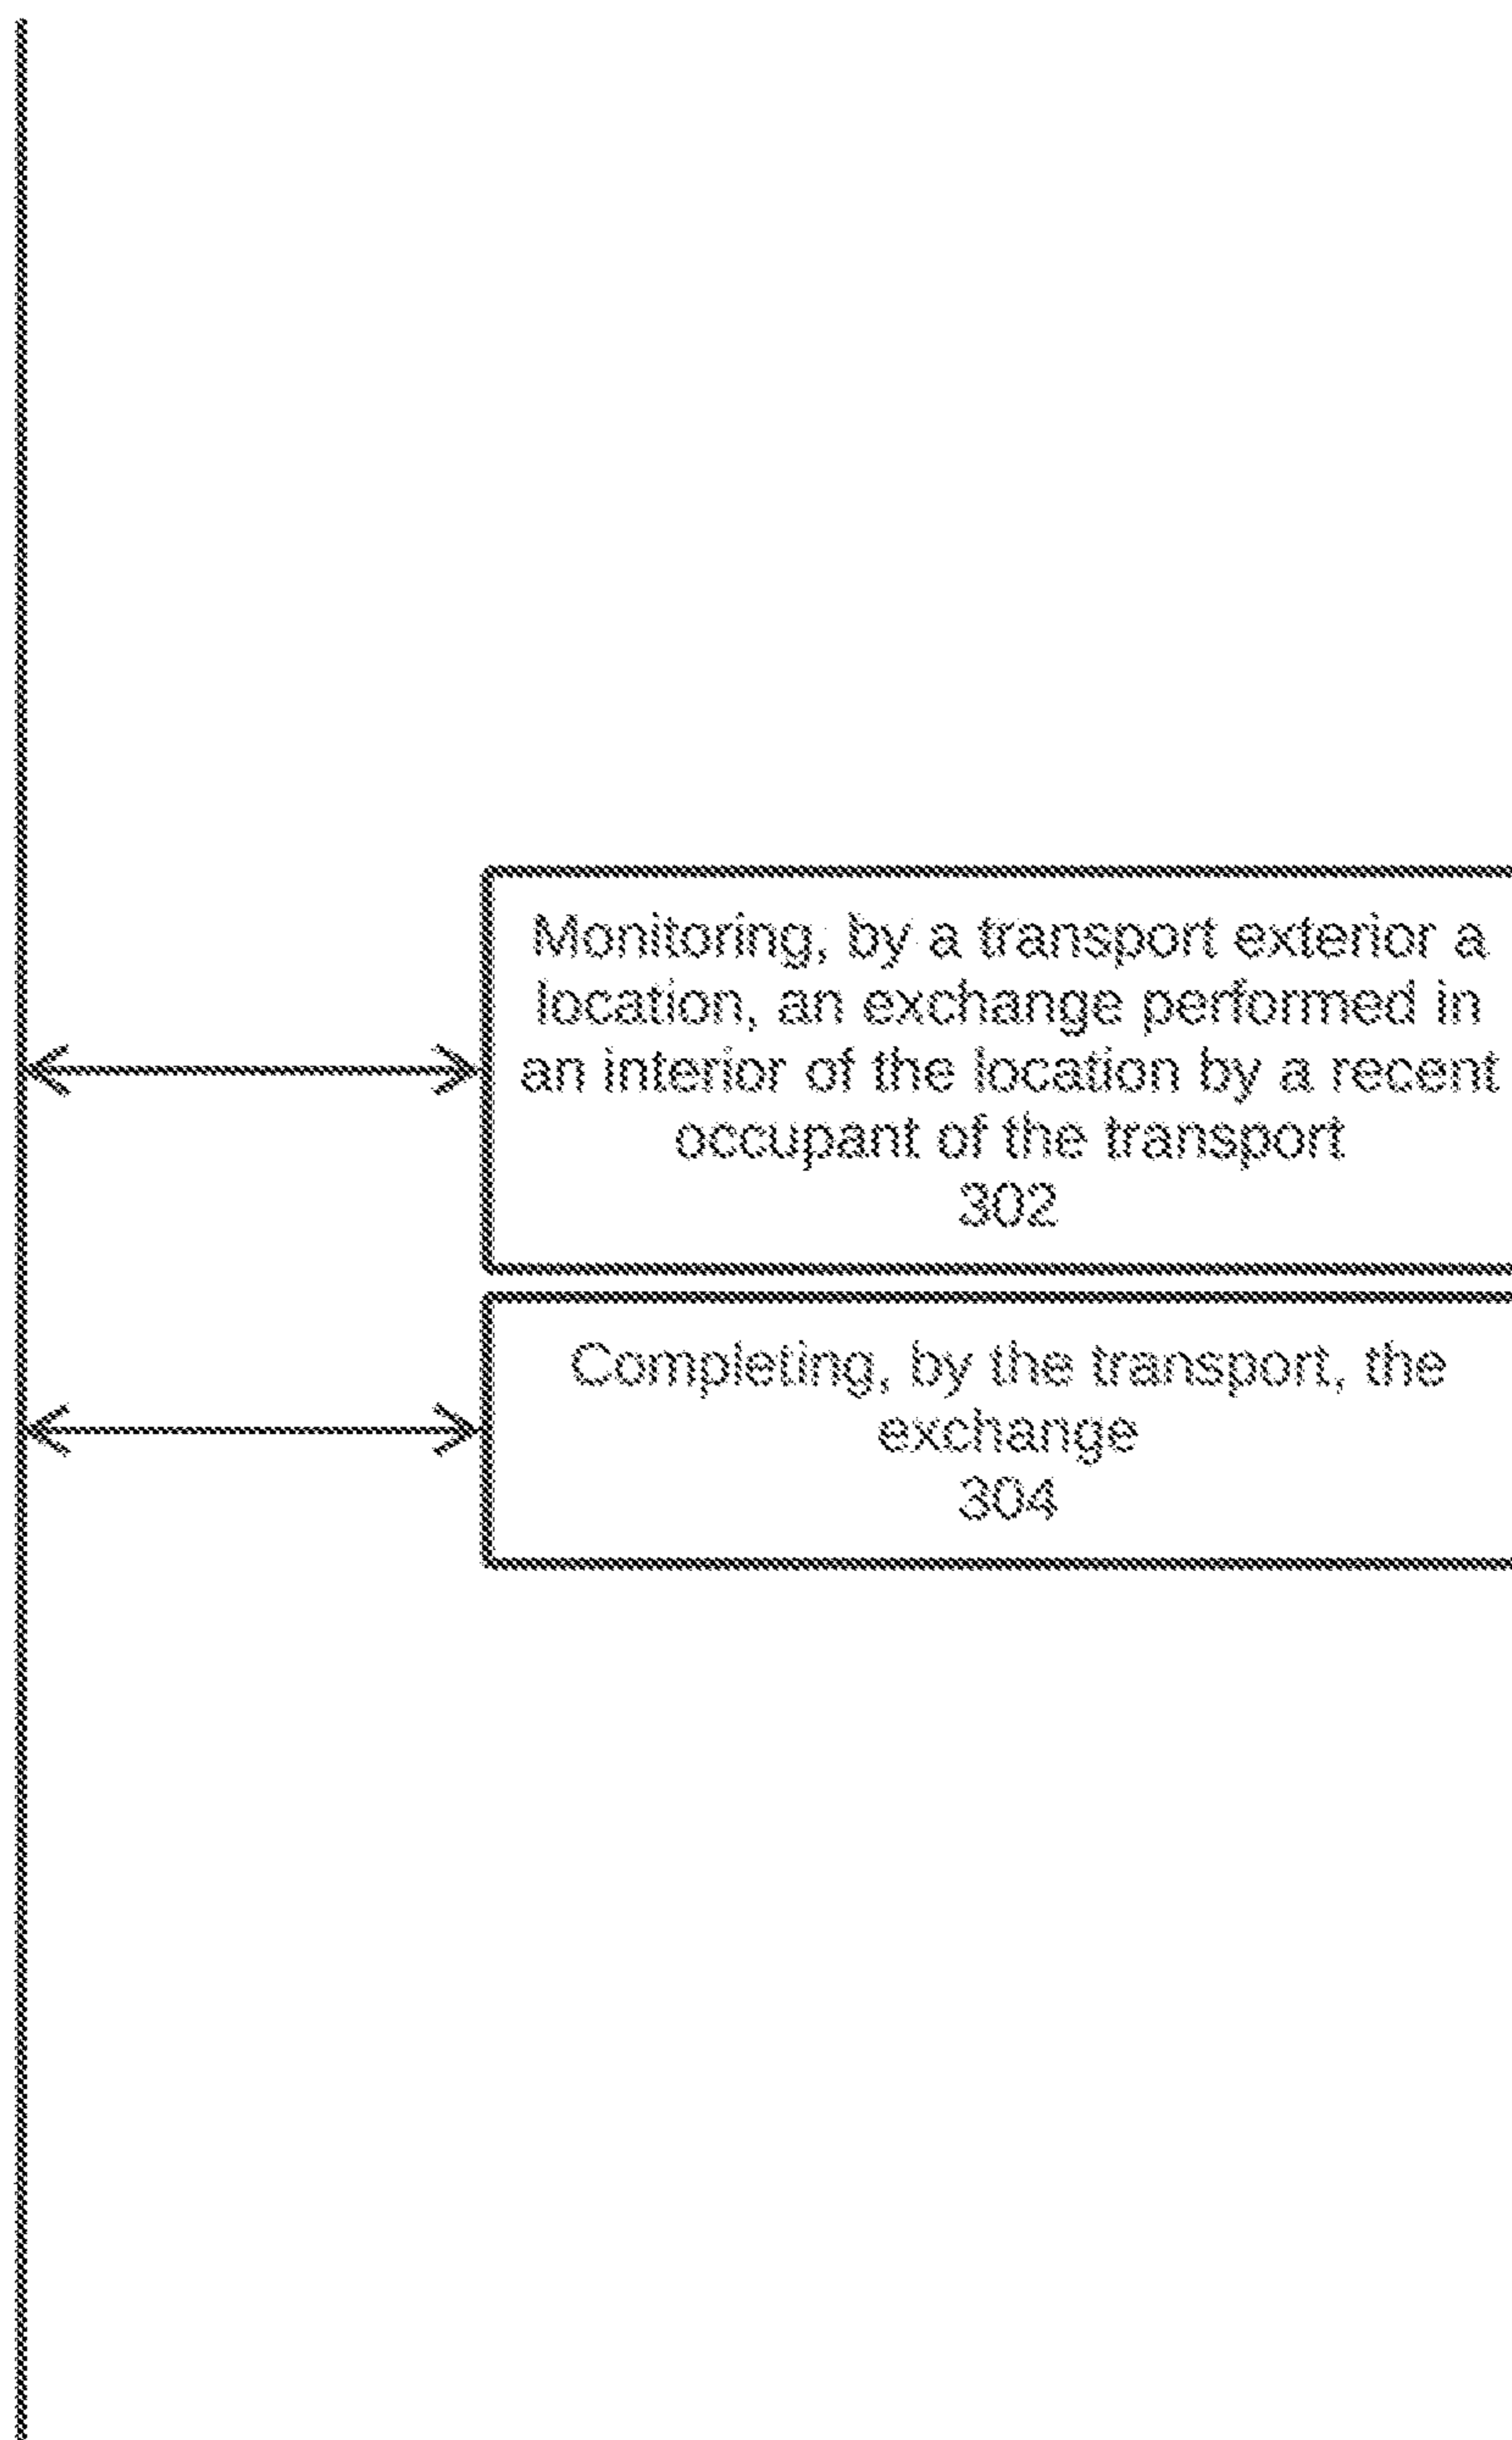 Monitoring, by a transport exterior a
location, an exchange performed in
an interior of the location by a recent
occupant of the transport
302
Completing, by the transport, the
exchange
304